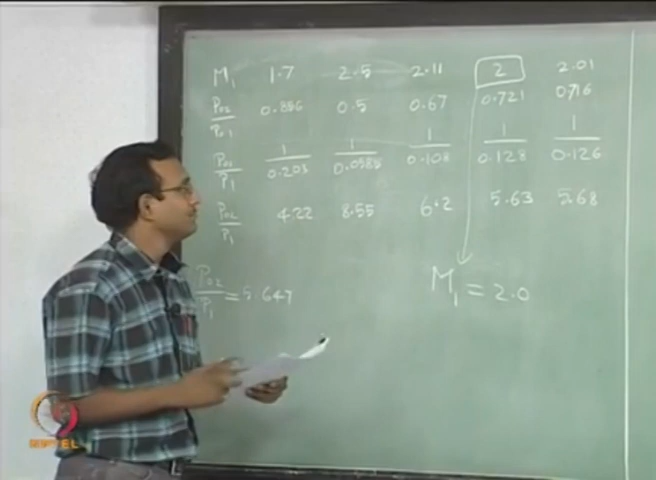 M₁ 1.7 2.5 2.11 2 2.01
P₀₂/P₀₁ 0.856 0.5 0.67 0.721 0.716
P₀₁/P₁ 1/0.203 1/0.0585 1/0.108 1/0.128 1/0.126
P₀₂/P₁ 4.22 8.55 6.2 5.63 5.68
P₀₂/P₁ = 5.647
M₁ = 2.0
NPTEL